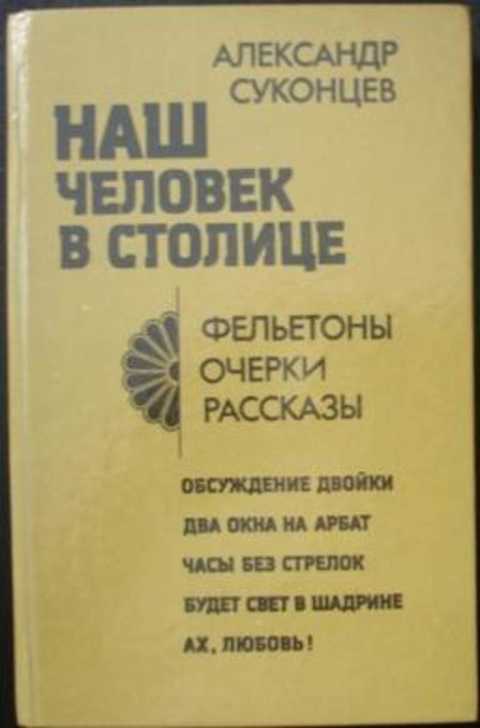 АЛЕКСАНДР
СУКОНЦЕВ
НАШ
ЧЕЛОВЕК
В СТОЛИЦЕ
ФЕЛЬЕТОНЫ
ОЧЕРКИ
РАССКАЗЫ
ОБСУЖДЕНИЕ ДВОЙКИ
ДВА ОКНА НА АРБАТ
ЧАСЫ БЕЗ СТРЕЛОК
БУДЕТ СВЕТ В ШАДРИНЕ
АХ, ЛЮБОВЬ!